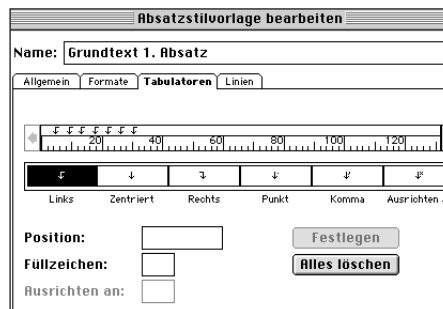 Absatzstilvorlage bearbeiten
Name: Grundtext 1. Absatz
Allgemein Formate Tabulatoren Linien
20 40 60 80 100 120
Links Zentriert Rechts Punkt Komma Ausrichten
Position: Festlegen
Füllzeichen: Alles löschen
Ausrichten an: